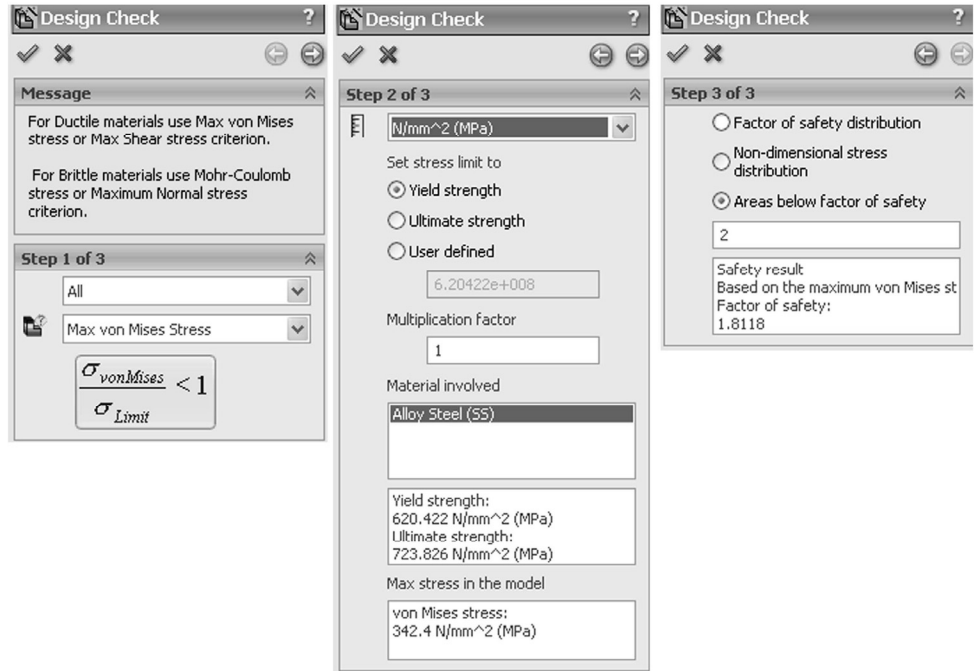 Design Check ?
Message
For Ductile materials use Max von Mises
stress or Max Shear stress criterion.
For Brittle materials use Mohr-Coulomb
stress or Maximum Normal stress
criterion.
Step 1 of 3
All
Max von Mises Stress
σ vonMises
σ Limit
< 1
Design Check ?
Step 2 of 3
N/mm^2 (MPa)
Set stress limit to
Yield strength
Ultimate strength
User defined
6.20422e+008
Multiplication factor
1
Material involved
Alloy Steel (SS)
Yield strength:
620.422 N/mm^2 (MPa)
Ultimate strength:
723.826 N/mm^2 (MPa)
Max stress in the model
von Mises stress:
342.4 N/mm^2 (MPa)
Design Check ?
Step 3 of 3
Factor of safety distribution
Non-dimensional stress
distribution
Areas below factor of safety
2
Safety result
Based on the maximum von Mises st
Factor of safety:
1.8118